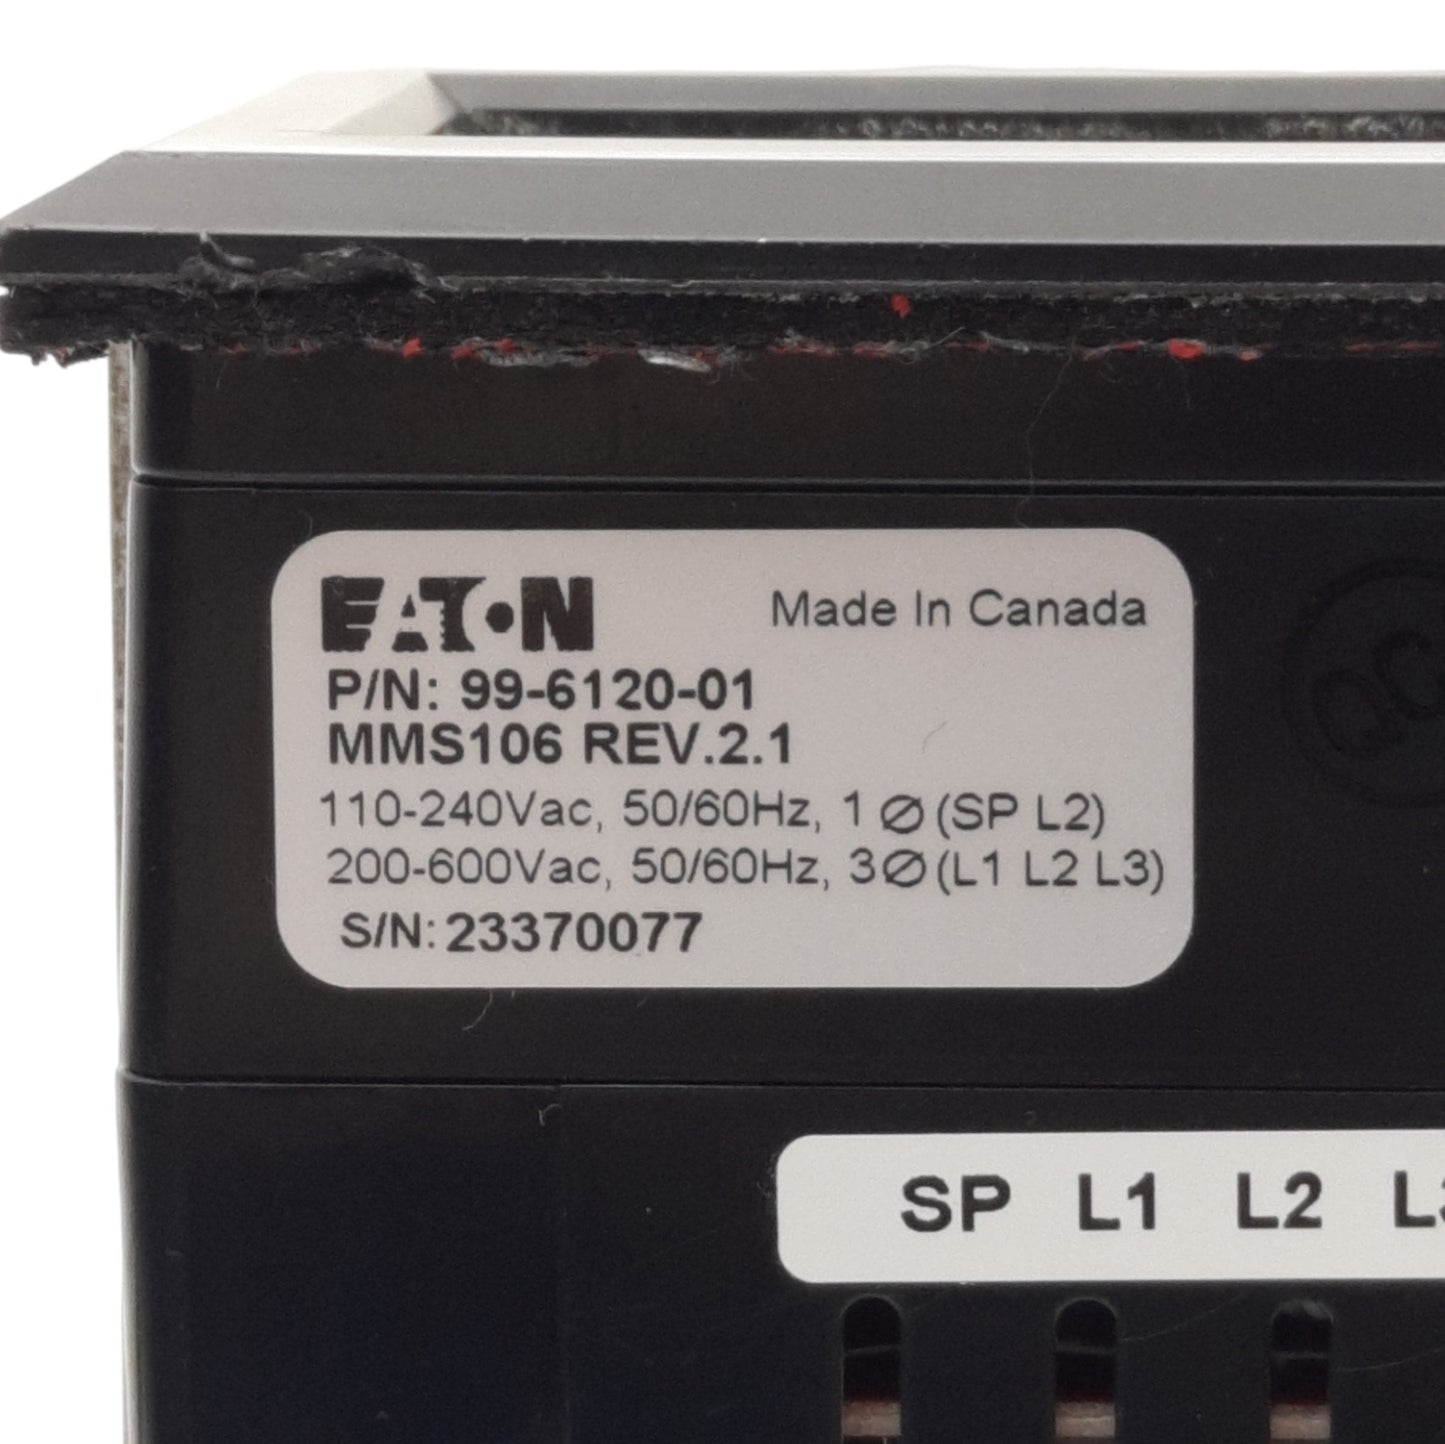 EATON Made In Canada
P/N: 99-6120-01
MMS106 REV.2.1
110-240Vac, 50/60Hz, 1 Ø (SP L2)
200-600Vac, 50/60Hz, 3Ø (L1 L2 L3)
S/N: 23370077
SP L1 L2